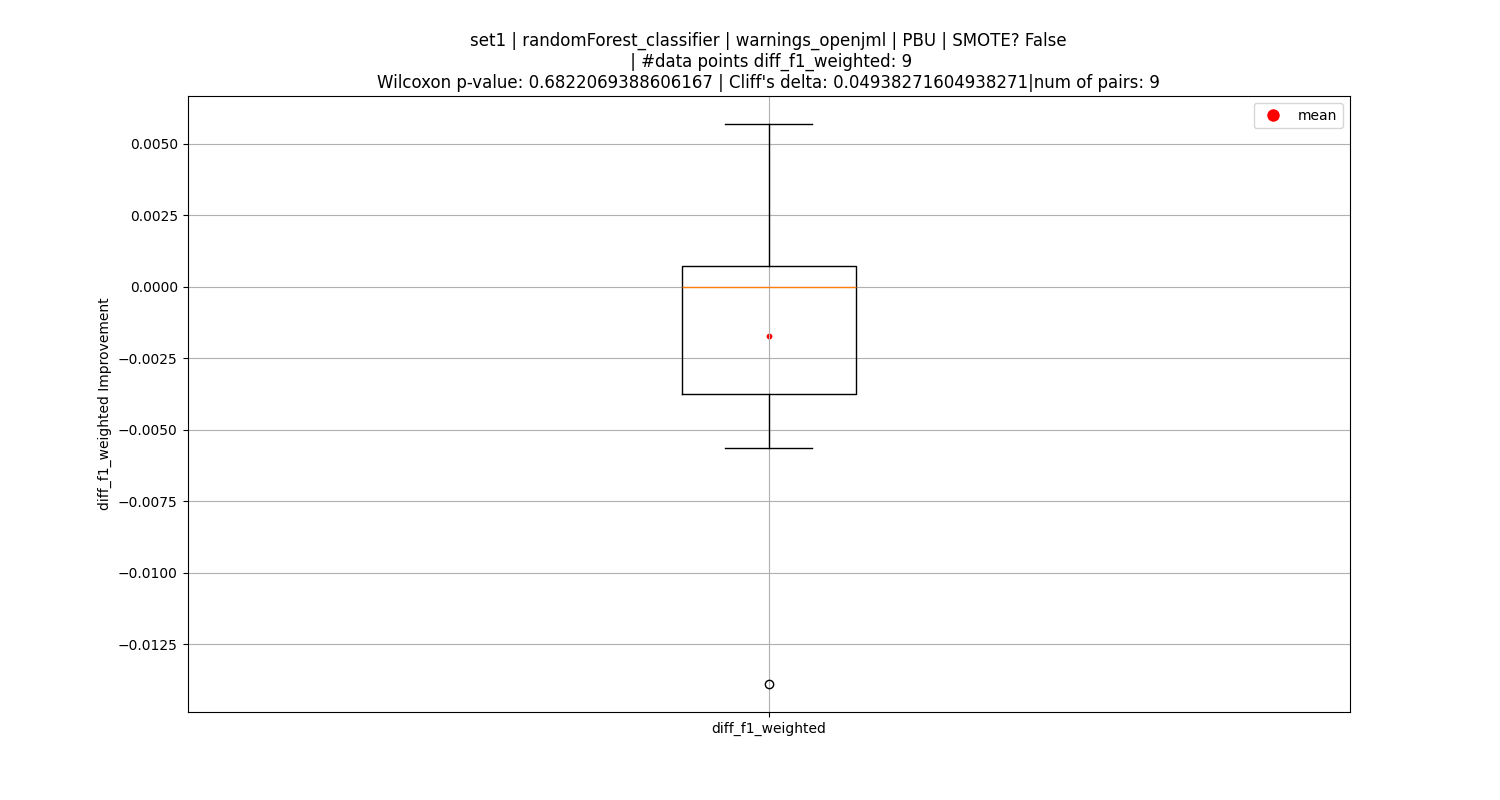 set1 | randomForest_classifier | warnings_openjml | PBU | SMOTE? False
| #data points diff_f1_weighted: 9
Wilcoxon p-value: 0.6822069388606167 | Cliff's delta: 0.04938271604938271|num of pairs: 9
mean
0.0050
0.0025
0.0000
−0.0025
−0.0050
−0.0075
−0.0100
−0.0125
diff_f1_weighted Improvement
diff_f1_weighted